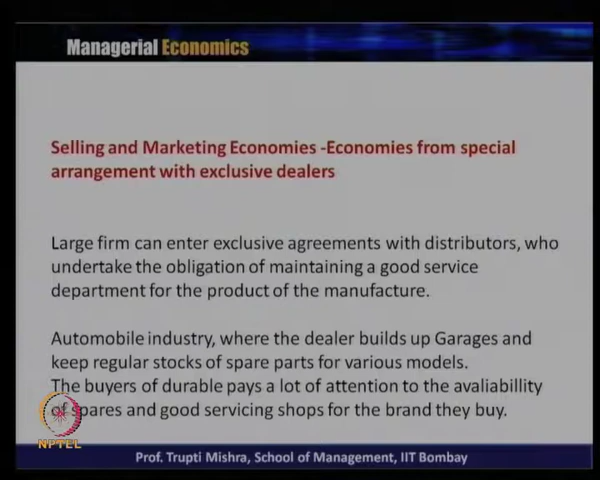 Managerial Economics
Selling and Marketing Economies -Economies from special
arrangement with exclusive dealers
Large firm can enter exclusive agreements with distributors, who
undertake the obligation of maintaining a good service
department for the product of the manufacture.
Automobile industry, where the dealer builds up Garages and
keep regular stocks of spare parts for various models.
The buyers of durable pays a lot of attention to the avaliabillity
of spares and good servicing shops for the brand they buy.
NPTEL
Prof. Trupti Mishra, School of Management, IIT Bombay